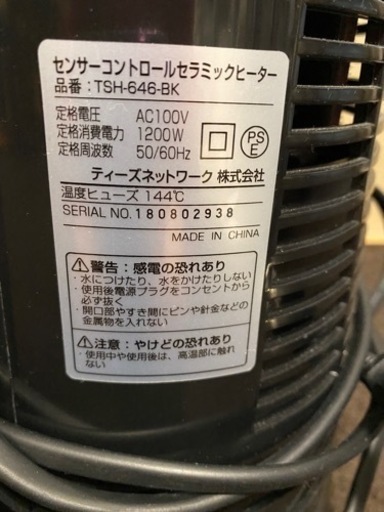 センサーコントロールセラミックヒーター
品番：TSH-646-BK
定格電圧 AC100V
定格消費電力 1200W
定格周波数 50/60Hz
PS
E
ティーズネットワーク 株式会社
温度ヒューズ 144℃
SERIAL NO.180802938
MADE IN CHINA
警告：感電の恐れあり
・水につけたり、水をかけたりしない
・使用後電源プラグをコンセントから
必ず抜く
・開口部やすき間にピンや針金などの
金属物を入れない
注意：やけどの恐れあり
・使用中や使用後は、高温部に触れ
ない